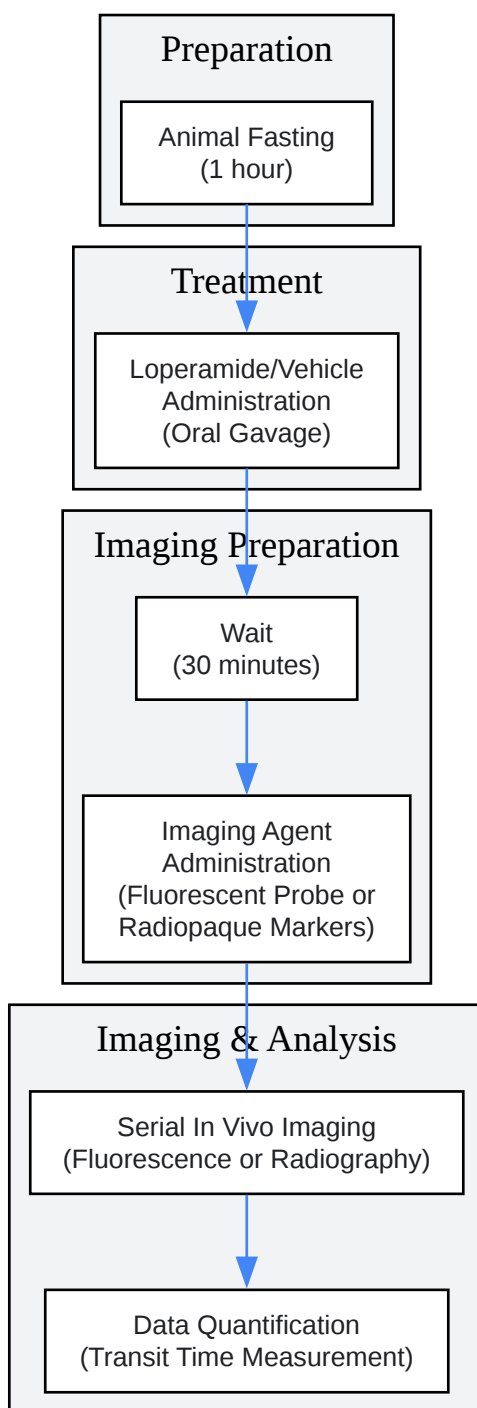 Preparation
Animal Fasting
(1 hour)
Treatment
Loperamide/Vehicle
Administration
(Oral Gavage)
Imaging Preparation
Wait
(30 minutes)
Imaging Agent
Administration
(Fluorescent Probe or
Radiopaque Markers)
Imaging & Analysis
Serial In Vivo Imaging
(Fluorescence or Radiography)
Data Quantification
(Transit Time Measurement)